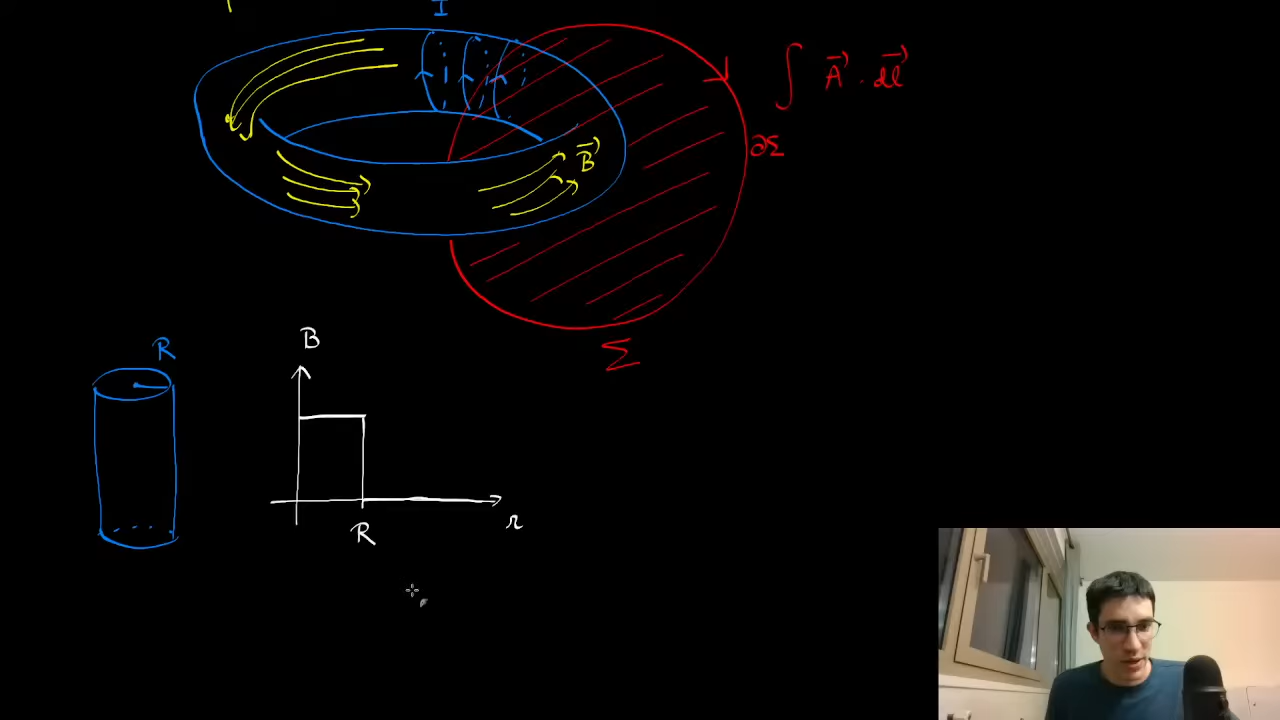 I
∫ A⃗ · dl⃗
∂Σ
B⃗
Σ
R
B
R
r